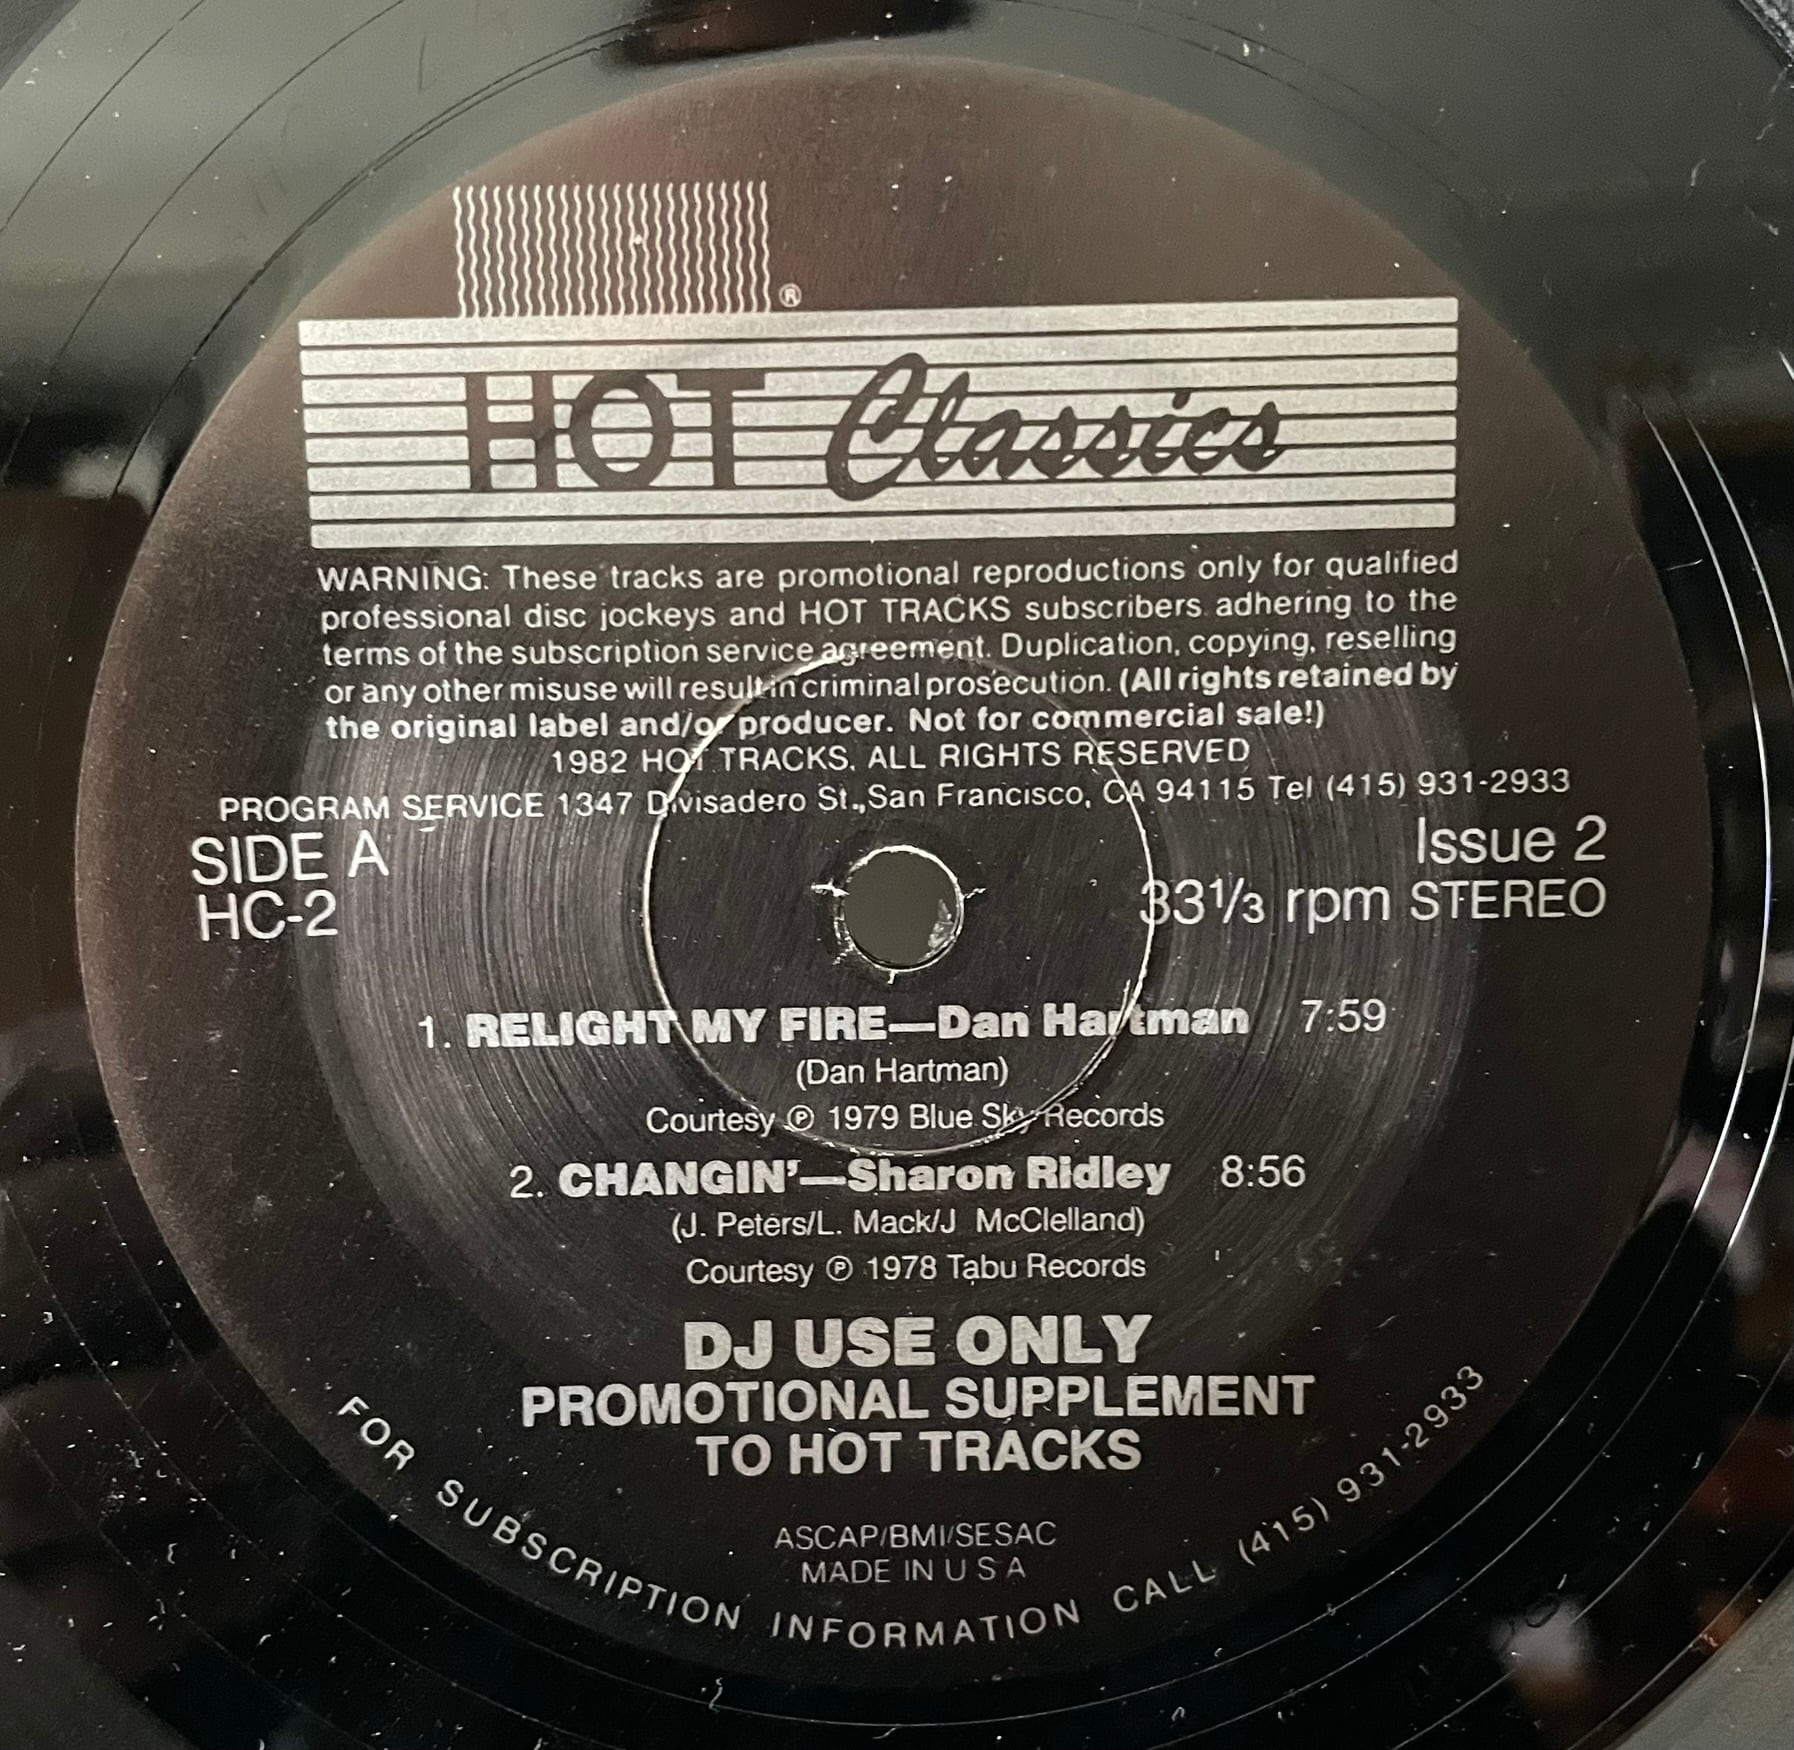 ®
HOT Classics
WARNING: These tracks are promotional reproductions only for qualified
professional disc jockeys and HOT TRACKS subscribers adhering to the
terms of the subscription service agreement. Duplication, copying, reselling
or any other misuse will result in criminal prosecution. (All rights retained by
the original label and/or producer. Not for commercial sale!)
1982 HOT TRACKS. ALL RIGHTS RESERVED
PROGRAM SERVICE 1347 Divisadero St., San Francisco, CA 94115 Tel (415) 931-2933
SIDE A Issue 2
HC-2 33⅓ rpm STEREO
1. RELIGHT MY FIRE—Dan Hartman 7:59
(Dan Hartman)
Courtesy ℗ 1979 Blue Sky Records
2. CHANGIN'—Sharon Ridley 8:56
(J. Peters/L. Mack/J McClelland)
Courtesy ℗ 1978 Tabu Records
DJ USE ONLY
PROMOTIONAL SUPPLEMENT
TO HOT TRACKS
ASCAP/BMI/SESAC
MADE IN U S A
FOR SUBSCRIPTION INFORMATION CALL (415) 931-2933